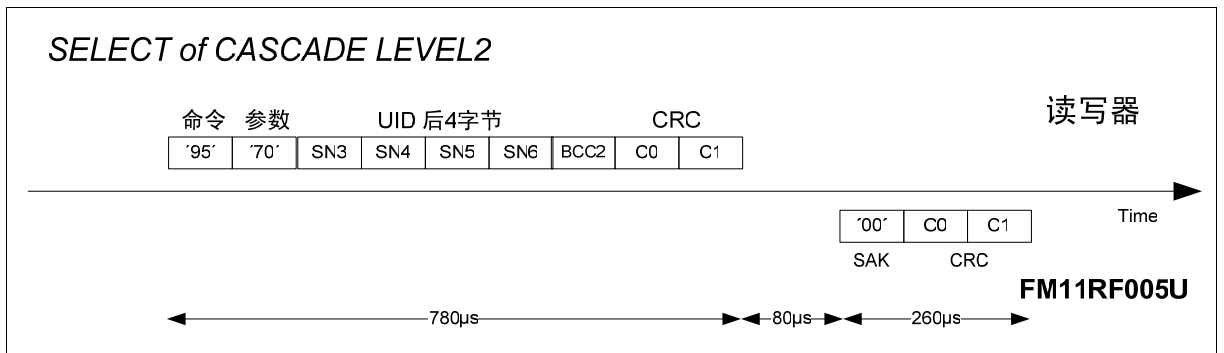 SELECT of CASCADE LEVEL2
命令 参数 UID 后4字节 CRC
读写器
´95´ ´70´ SN3 SN4 SN5 SN6 BCC2 C0 C1
Time
´00´ C0 C1
SAK CRC
FM11RF005U
780μs 80μs 260μs